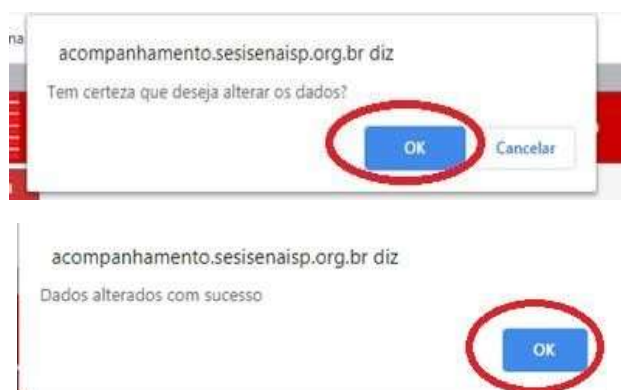 na
acompanhamento.sesisenaisp.org.br diz
Tem certeza que deseja alterar os dados?
OK Cancelar
acompanhamento.sesisenaisp.org.br diz
Dados alterados com sucesso
OK